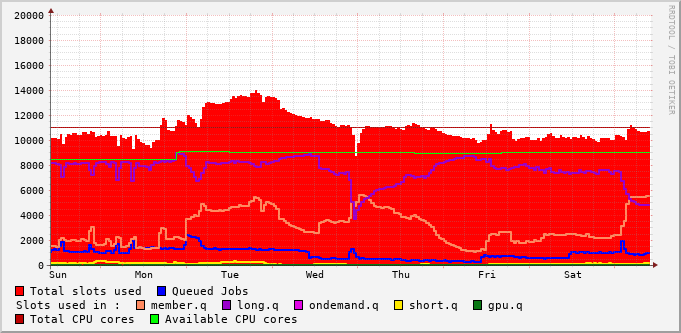 20000
18000
16000
14000
12000
10000
8000
6000
4000
2000
0
Sun Mon Tue Wed Thu Fri Sat
RRDTOOL / TOBI OETIKER
Total slots used Queued Jobs
Slots used in : member.q long.q ondemand.q short.q gpu.q
Total CPU cores Available CPU cores